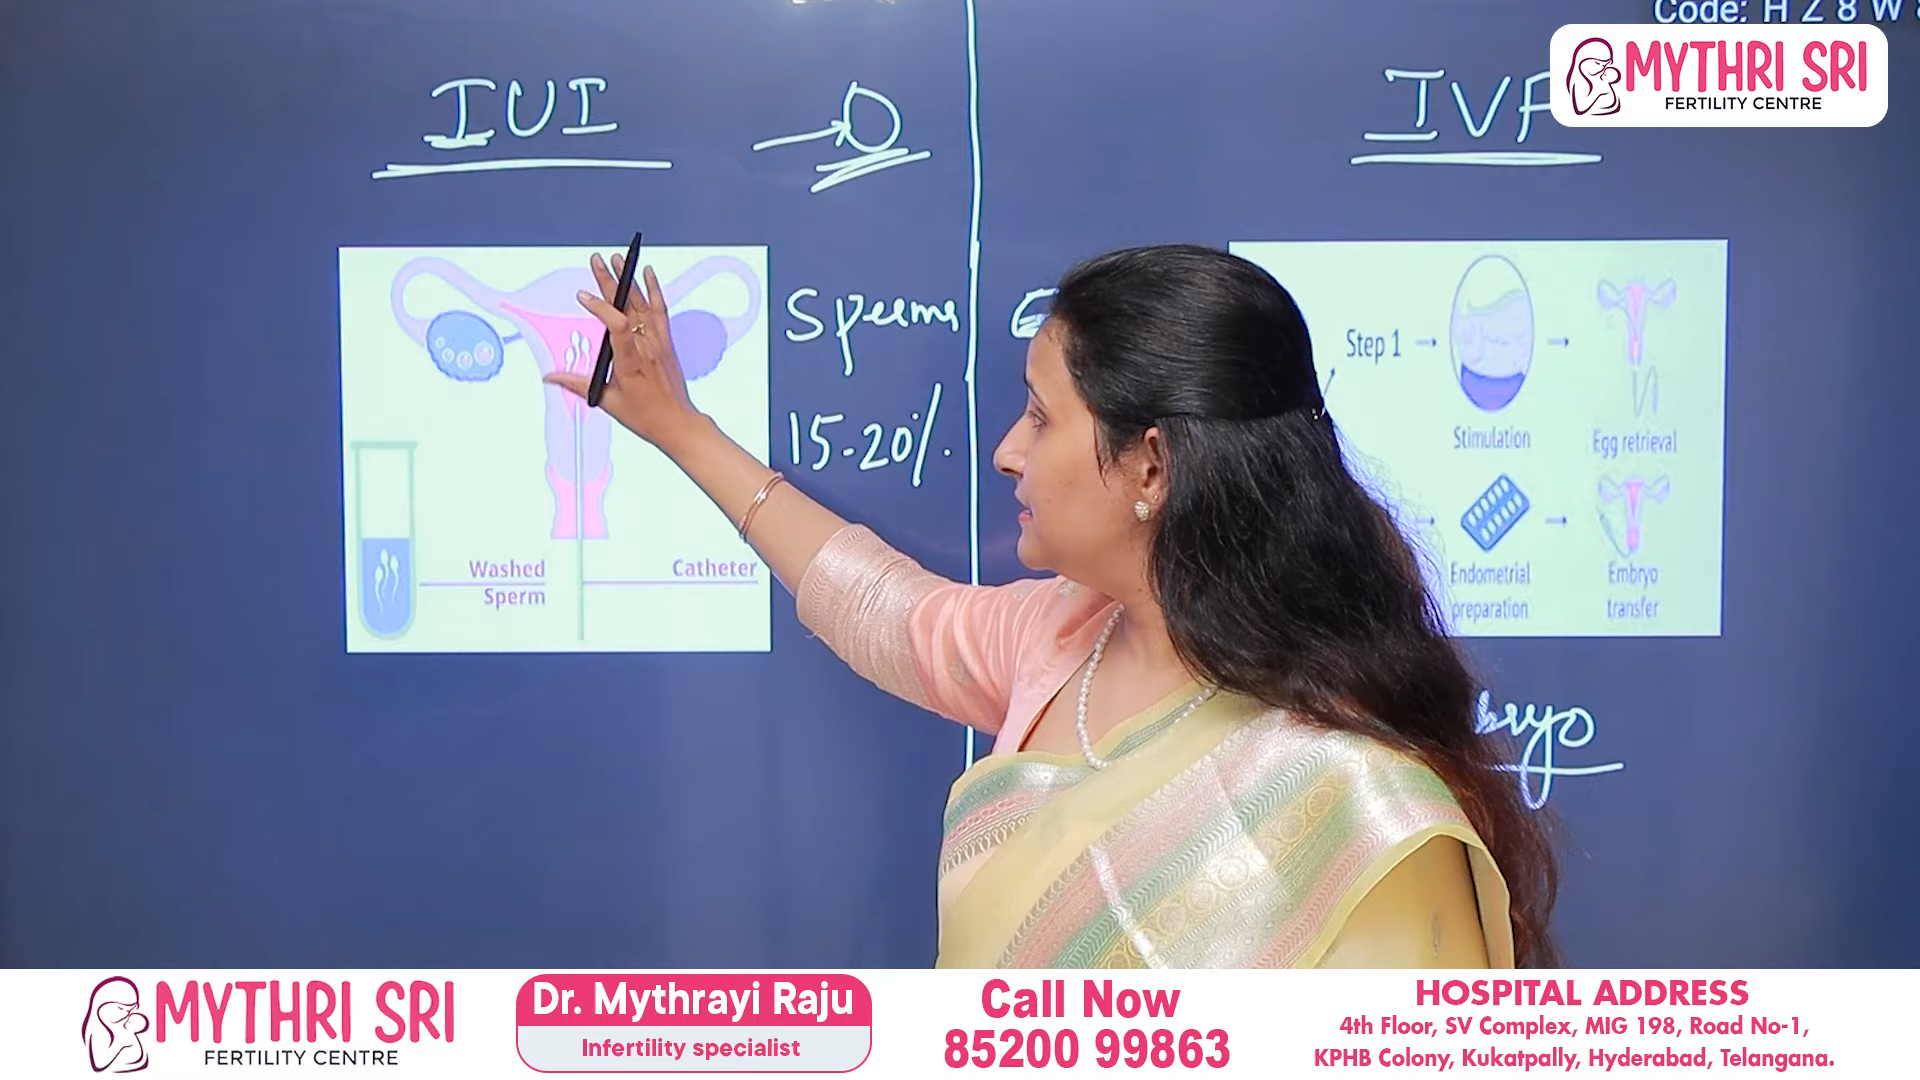 Code: H Z 8 W
MYTHRI SRI
FERTILITY CENTRE
IUI
IVF
Sperms
15-20%.
Washed
Sperm
Catheter
Step 1
Stimulation
Egg retrieval
Endometrial
preparation
Embryo
transfer
MYTHRI SRI
FERTILITY CENTRE
Dr. Mythrayi Raju
Infertility specialist
Call Now
85200 99863
HOSPITAL ADDRESS
4th Floor, SV Complex, MIG 198, Road No-1,
KPHB Colony, Kukatpally, Hyderabad, Telangana.